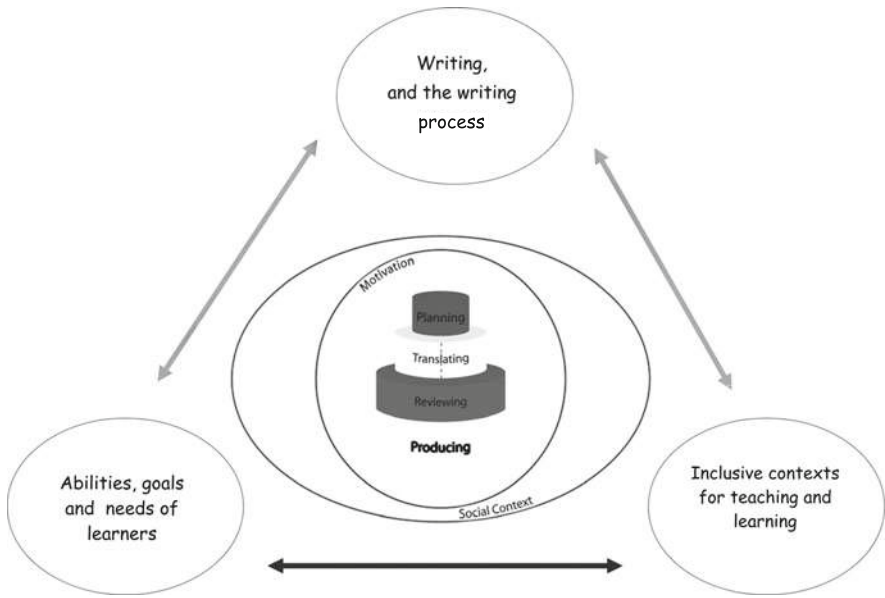 Writing,
and the writing
process
Motivation
Planning
Translating
Reviewing
Producing
Social Context
Abilities, goals
and needs of
learners
Inclusive contexts
for teaching and
learning